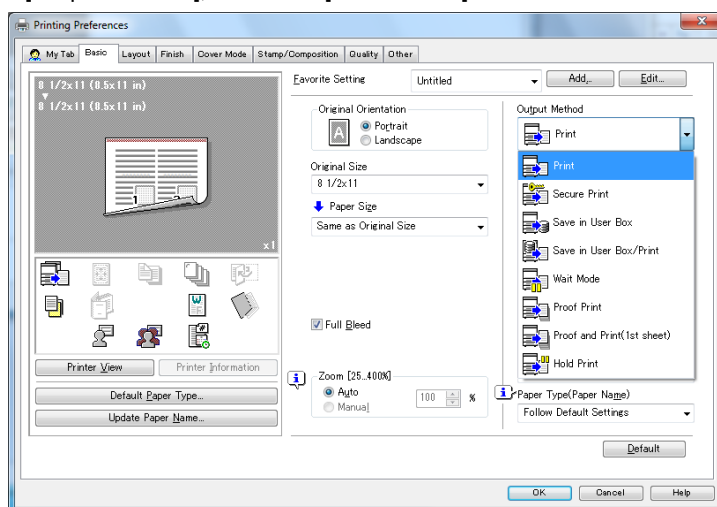 Printing Preferences
My Tab Basic Layout Finish Cover Mode Stamp/Composition Quality Other
8 1/2x11 (8.5x11 in)
8 1/2x11 (8.5x11 in)
1 2
x1
Printer View Printer Information
Default Paper Type...
Update Paper Name...
Favorite Setting Untitled Add... Edit...
Original Orientation
A
Portrait
Landscape
Original Size
8 1/2x11
Paper Size
Same as Original Size
Full Bleed
Zoom [25..400%]
Auto
Manual
100 %
Output Method
Print
Print
Secure Print
Save in User Box
Save in User Box/Print
Wait Mode
Proof Print
Proof and Print(1st sheet)
Hold Print
Paper Type(Paper Name)
Follow Default Settings
Default
OK Cancel Help